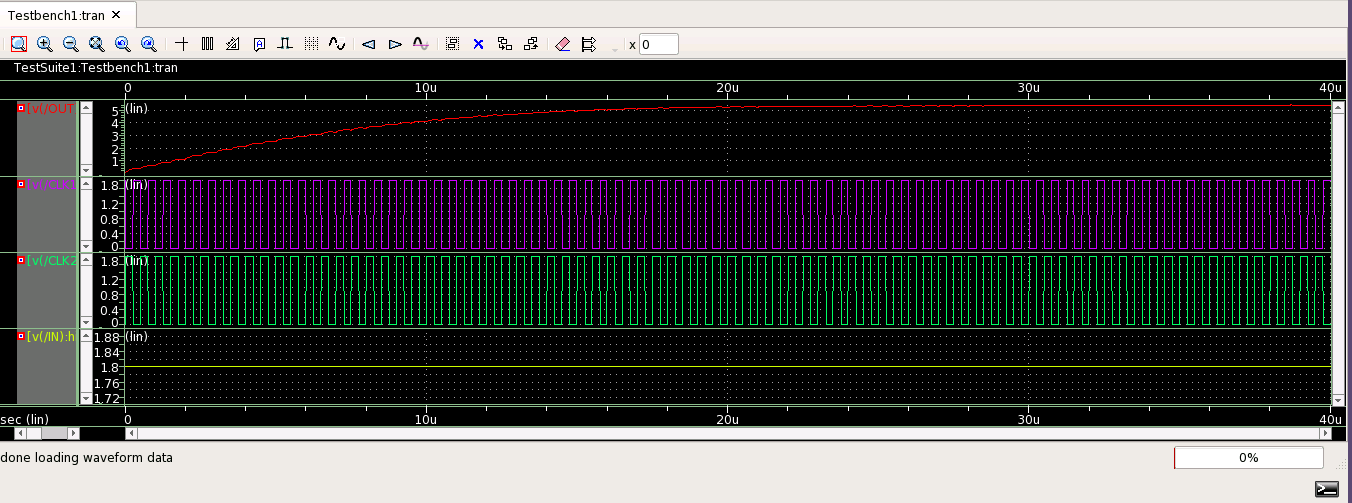 Testbench1:tran ✕
x 0
TestSuite1:Testbench1:tran
0 10u 20u 30u 40u
[v(/OUT (lin)
5
4
3
2
1
[v(/CLK1 (lin)
1.8
1.2
0.8
0.4
0
[v(/CLK2 (lin)
1.8
1.2
0.8
0.4
0
[v(/IN):h (lin)
1.88
1.84
1.8
1.76
1.72
sec (lin) 0 10u 20u 30u 40u
done loading waveform data 0%